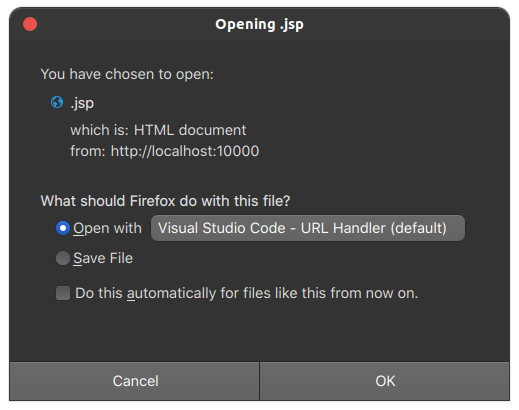 Opening .jsp
You have chosen to open:
.jsp
which is: HTML document
from: http://localhost:10000
What should Firefox do with this file?
Open with Visual Studio Code - URL Handler (default)
Save File
Do this automatically for files like this from now on.
Cancel OK